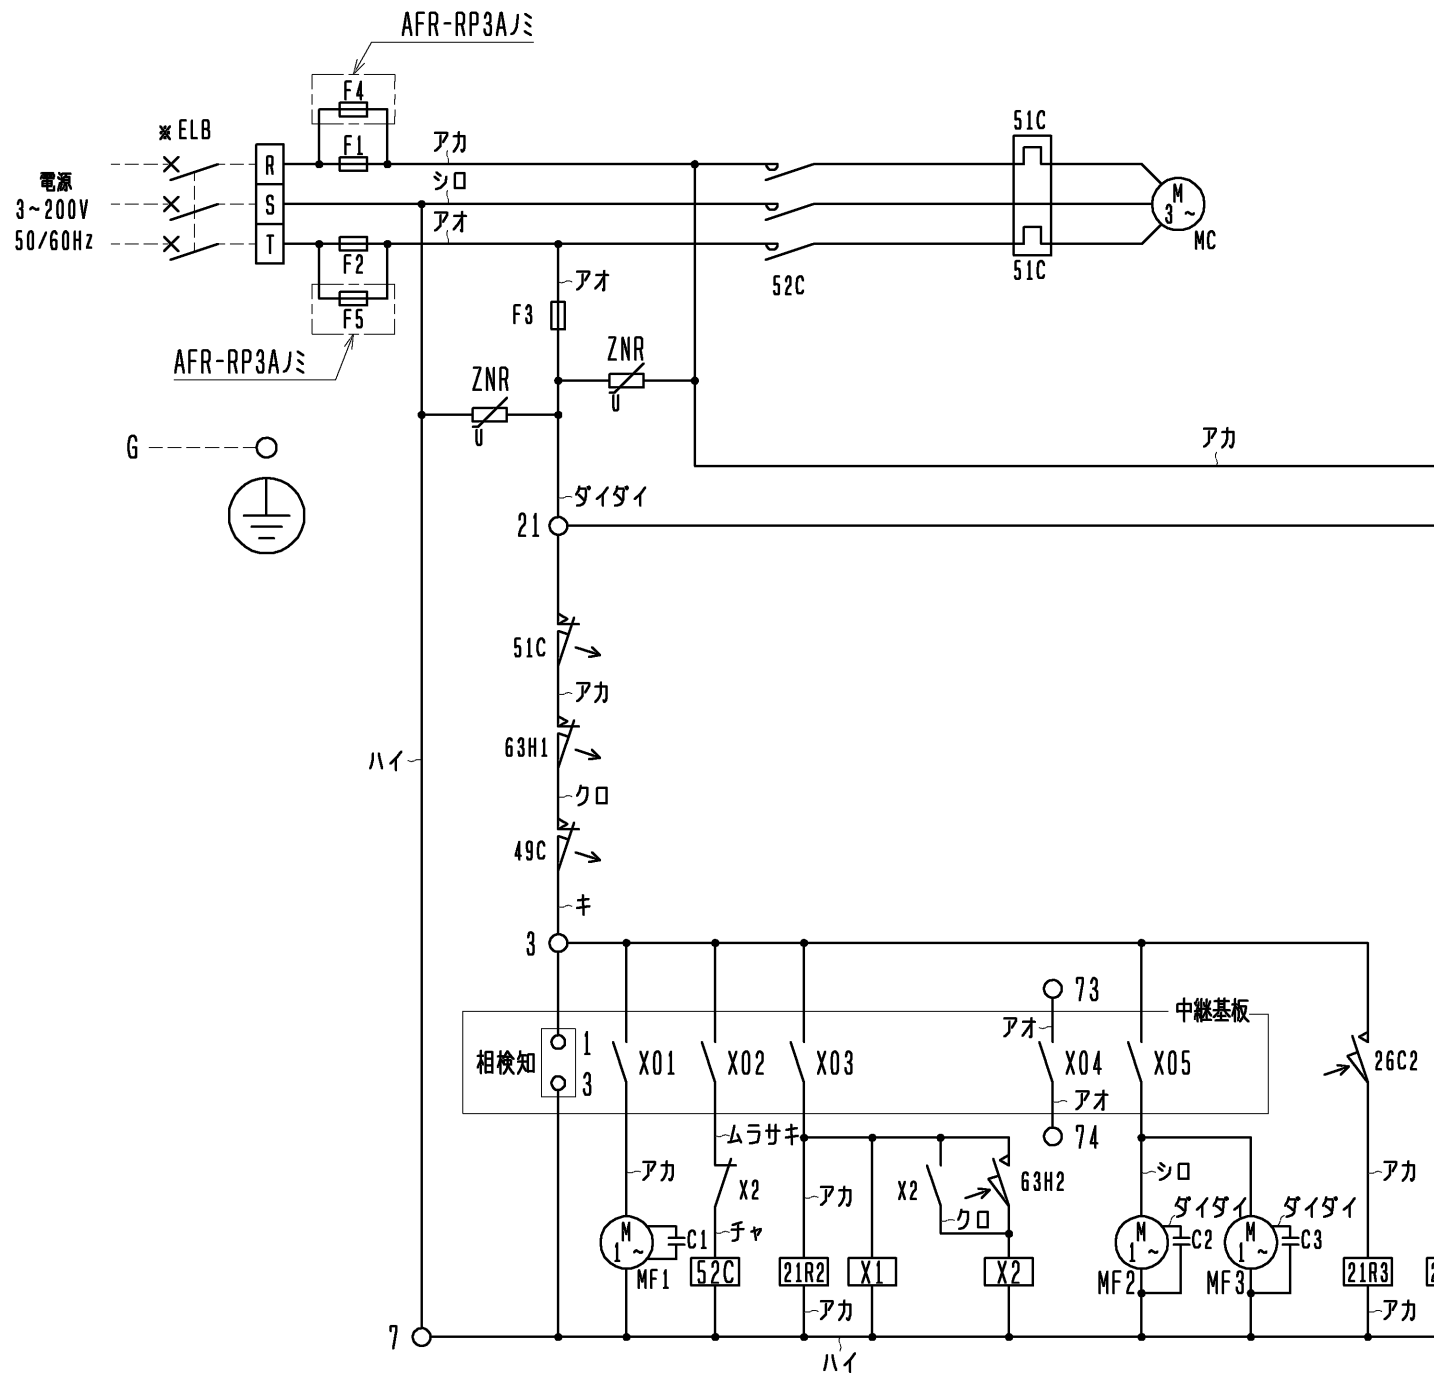 AFR-RP3Aノミ
F4
※ELB
F1
アカ
51C
R
電源
3~200V
50/60Hz
シロ
S
M
3~
アオ
T
MC
F2
51C
52C
アオ
F5
F3
AFR-RP3Aノミ
ZNR
U
ZNR
U
G
アカ
ダイダイ
21
51C
アカ
63H1
ハイ
クロ
49C
キ
3
73
中継基板
アオ
相検知
1
3
X01
X02
X03
X04
X05
26C2
アオ
74
ムラサキ
アカ
X2
アカ
X2
63H2
シロ
アカ
クロ
チャ
ダイダイ
ダイダイ
M
1~
C1
MF1
52C
21R2
X1
X2
M
1~
C2
MF2
M
1~
C3
MF3
21R3
2
アカ
アカ
7
ハイ